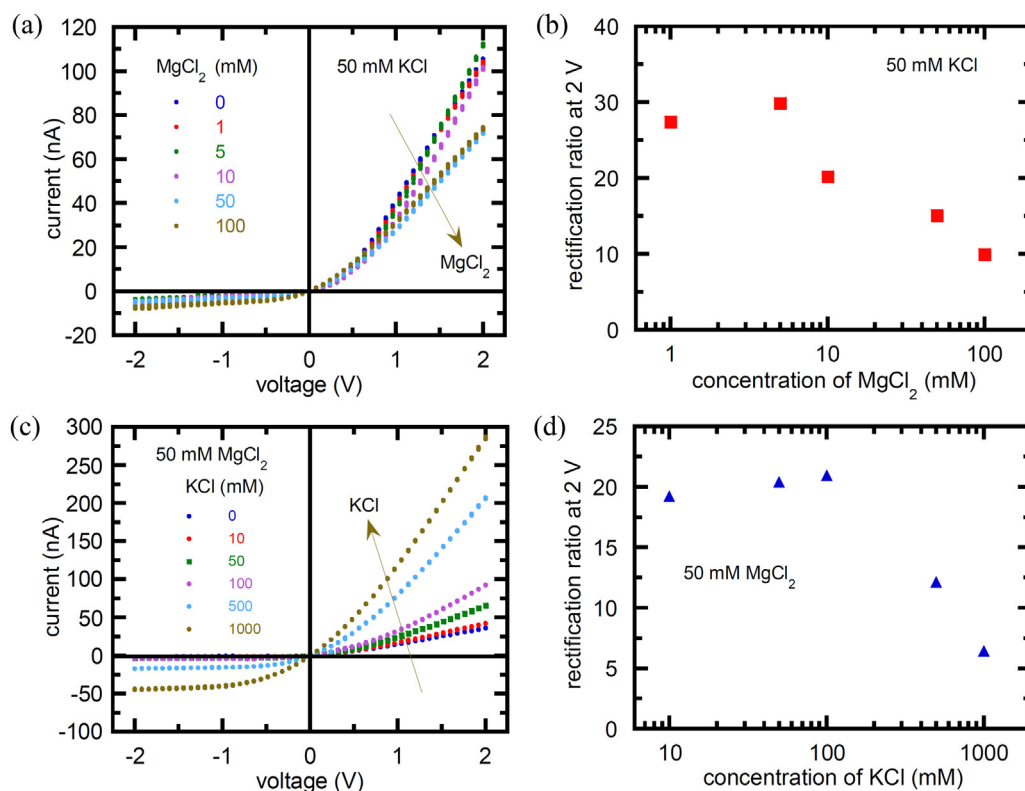 (a)
120
100
80
60
40
20
0
-20
current (nA)
MgCl2 (mM)
0
1
5
10
50
100
50 mM KCl
MgCl2
-2 -1 0 1 2
voltage (V)
(b)
40
30
20
10
0
rectification ratio at 2 V
50 mM KCl
1 10 100
concentration of MgCl2 (mM)
(c)
300
250
200
150
100
50
0
-50
-100
current (nA)
50 mM MgCl2
KCl (mM)
0
10
50
100
500
1000
KCl
-2 -1 0 1 2
voltage (V)
(d)
25
20
15
10
5
0
rectification ratio at 2 V
50 mM MgCl2
10 100 1000
concentration of KCl (mM)